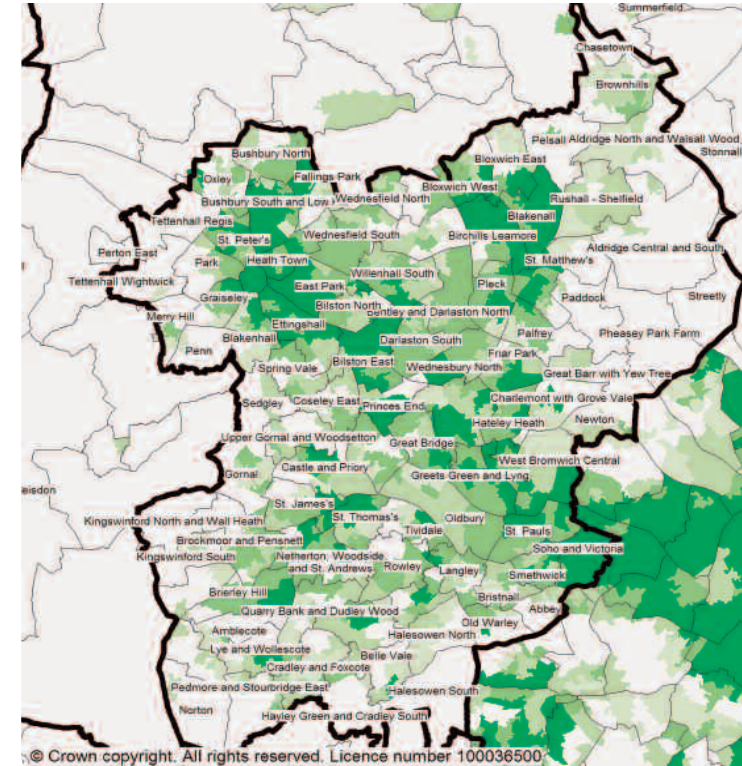 Summerfield
Chasetown
Brownhills
Pelsall Aldridge North and Walsall Wood
Stonnall
Bushbury North
Bloxwich East
Oxley
Fallings Park
Bloxwich West
Bushbury South and Low
Wednesfield North
Rushall - Shelfield
Blakenall
Tettenhall Regis
St. Peter's
Wednesfield South
Birchills Leamore
Aldridge Central and South
Perton East
Park
Heath Town
St. Matthew's
Tettenhall Wightwick
Willenhall South
East Park
Pleck
Graiseley
Paddock
Streetly
Merry Hill
Bilston North
Bentley and Darlaston North
Ettingshall
Palfrey
Pheasey Park Farm
Blakenhall
Darlaston South
Penn
Friar Park
Spring Vale
Bilston East
Wednesbury North
Great Barr with Yew Tree
Sedgley
Coseley East
Princes End
Charlemont with Grove Vale
Hateley Heath
Newton
Upper Gornal and Woodsetton
Great Bridge
Gornal
Castle and Priory
West Bromwich Central
Greets Green and Lyng
eisdon
St. James's
St. Thomas's
Oldbury
Kingswinford North and Wall Heath
Tividale
St. Pauls
Brockmoor and Pensnett
Soho and Victoria
Kingswinford South
Netherton, Woodside
and St. Andrews
Rowley
Langley
Smethwick
Brierley Hill
Bristnall
Quarry Bank and Dudley Wood
Abbey
Old Warley
Amblecote
Halesowen North
Lye and Wollescote
Belle Vale
Cradley and Foxcote
Pedmore and Stourbridge East
Halesowen South
Norton
Hayley Green and Cradley South
© Crown copyright. All rights reserved. Licence number 100036500